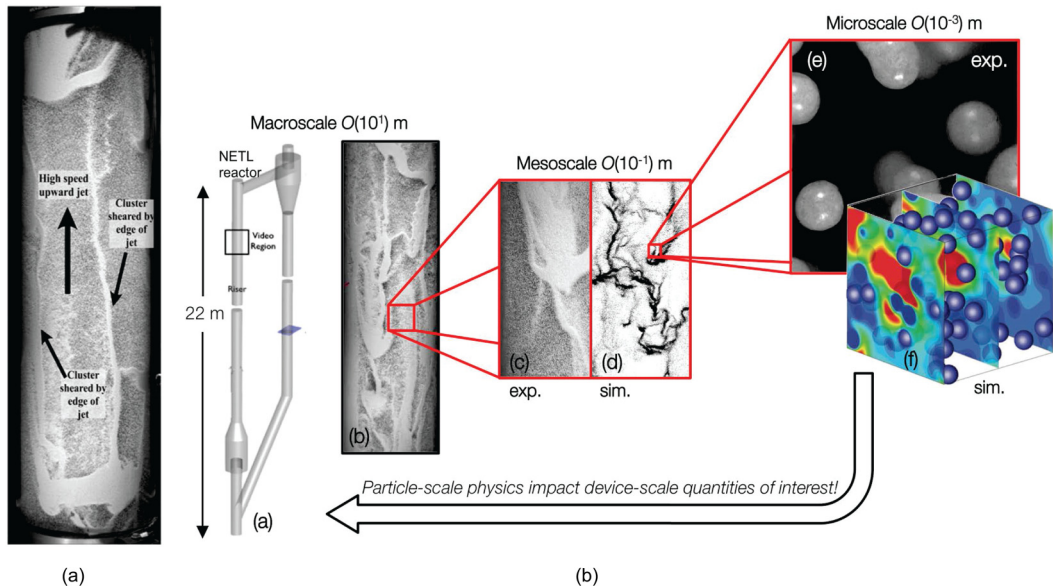 High speed
upward jet
Cluster
sheared by
edge of
jet
Cluster
sheared by
edge of
jet
(a)
Macroscale O(10¹) m
NETL
reactor
Video
Region
Riser
22 m
(a)
(b)
Mesoscale O(10⁻¹) m
(c)
exp.
(d)
sim.
Microscale O(10⁻³) m
(e)
exp.
(f)
sim.
Particle-scale physics impact device-scale quantities of interest!
(b)